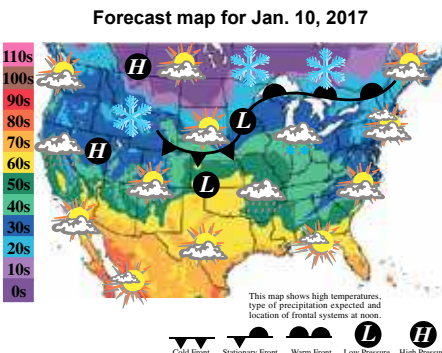 Forecast map for Jan. 10, 2017
110s
100s
90s
80s
70s
60s
50s
40s
30s
20s
10s
0s
H
H
L
L
This map shows high temperatures,
type of precipitation expected and
location of frontal systems at noon.
L
H
Cold Front Stationary Front Warm Front Low Pressure High Pressure